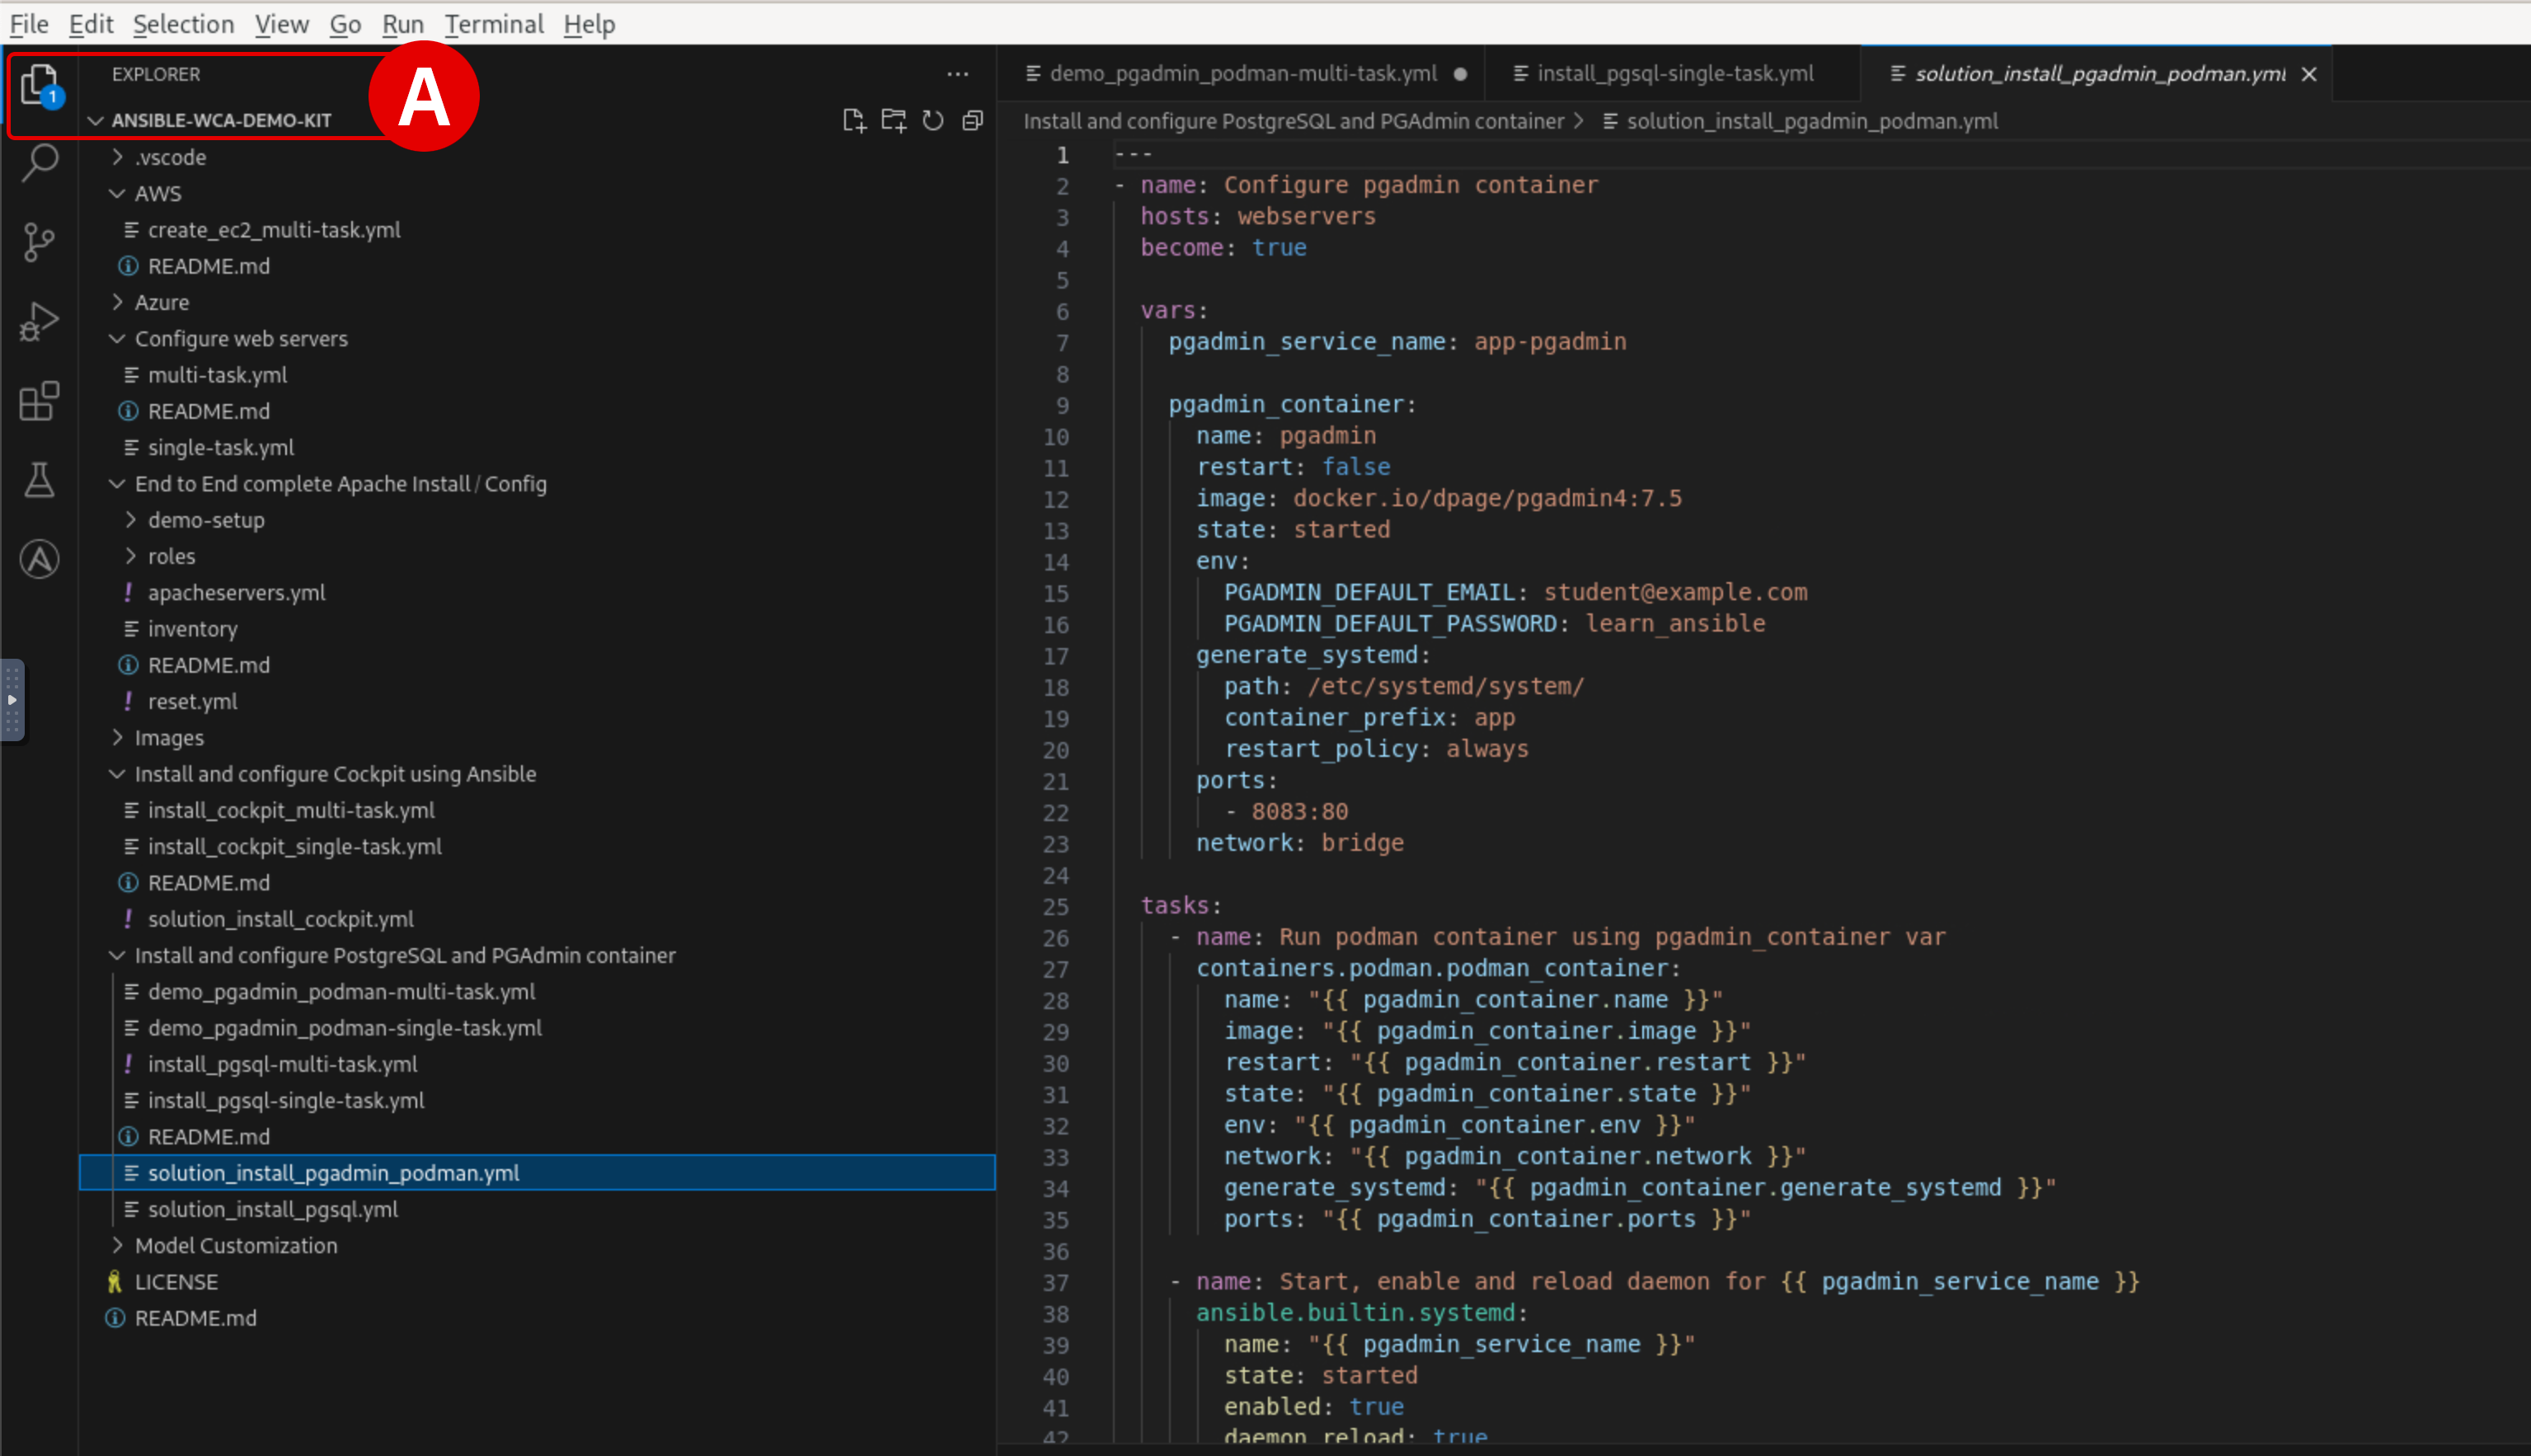 File Edit Selection View Go Run Terminal Help
A
1
EXPLORER
ANSIBLE-WCA-DEMO-KIT
.vscode
AWS
create_ec2_multi-task.yml
README.md
Azure
Configure web servers
multi-task.yml
README.md
single-task.yml
End to End complete Apache Install / Config
demo-setup
roles
! apacheservers.yml
inventory
README.md
! reset.yml
Images
Install and configure Cockpit using Ansible
install_cockpit_multi-task.yml
install_cockpit_single-task.yml
README.md
! solution_install_cockpit.yml
Install and configure PostgreSQL and PGAdmin container
demo_pgadmin_podman-multi-task.yml
demo_pgadmin_podman-single-task.yml
! install_pgsql-multi-task.yml
install_pgsql-single-task.yml
README.md
solution_install_pgadmin_podman.yml
solution_install_pgsql.yml
Model Customization
LICENSE
README.md
demo_pgadmin_podman-multi-task.yml install_pgsql-single-task.yml solution_install_pgadmin_podman.yml
Install and configure PostgreSQL and PGAdmin container > solution_install_pgadmin_podman.yml
1 ---
2 - name: Configure pgadmin container
3 hosts: webservers
4 become: true
5
6 vars:
7 pgadmin_service_name: app-pgadmin
8
9 pgadmin_container:
10 name: pgadmin
11 restart: false
12 image: docker.io/dpage/pgadmin4:7.5
13 state: started
14 env:
15 PGADMIN_DEFAULT_EMAIL: student@example.com
16 PGADMIN_DEFAULT_PASSWORD: learn_ansible
17 generate_systemd:
18 path: /etc/systemd/system/
19 container_prefix: app
20 restart_policy: always
21 ports:
22 - 8083:80
23 network: bridge
24
25 tasks:
26 - name: Run podman container using pgadmin_container var
27 containers.podman.podman_container:
28 name: "{{ pgadmin_container.name }}"
29 image: "{{ pgadmin_container.image }}"
30 restart: "{{ pgadmin_container.restart }}"
31 state: "{{ pgadmin_container.state }}"
32 env: "{{ pgadmin_container.env }}"
33 network: "{{ pgadmin_container.network }}"
34 generate_systemd: "{{ pgadmin_container.generate_systemd }}"
35 ports: "{{ pgadmin_container.ports }}"
36
37 - name: Start, enable and reload daemon for {{ pgadmin_service_name }}
38 ansible.builtin.systemd:
39 name: "{{ pgadmin_service_name }}"
40 state: started
41 enabled: true
42 daemon_reload: true